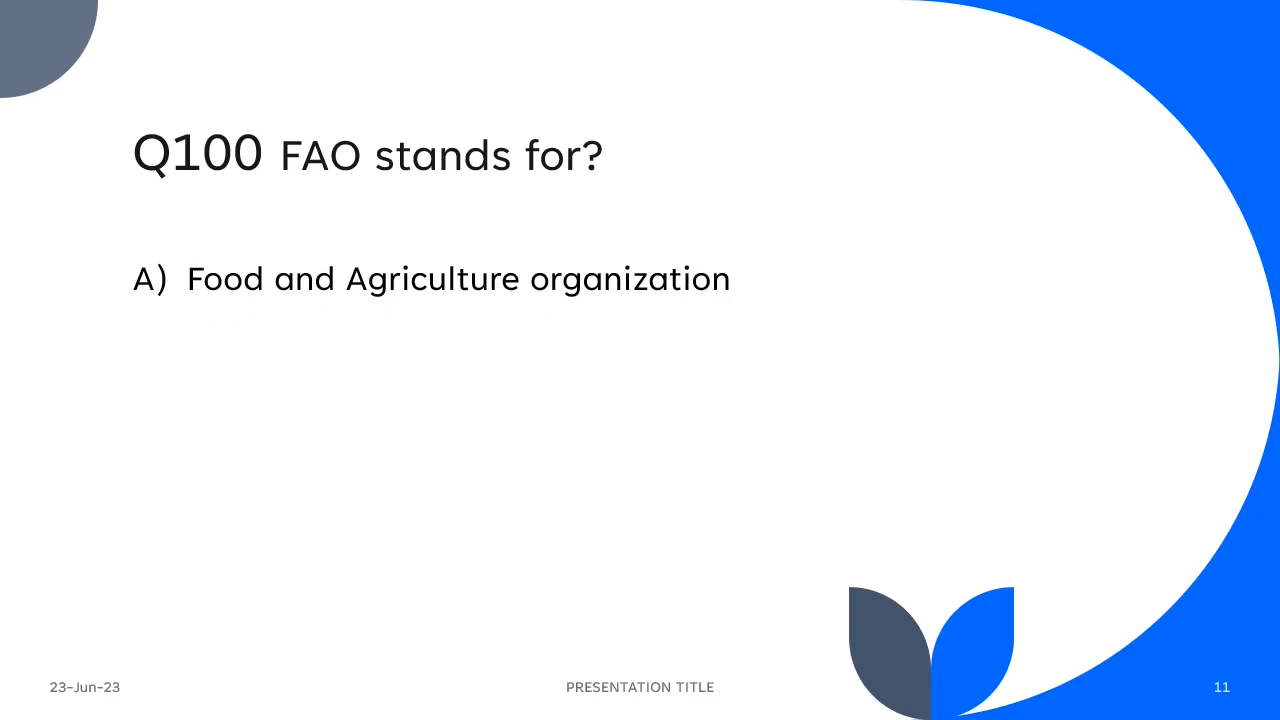 Q100 FAO stands for?
A) Food and Agriculture organization
23-Jun-23
PRESENTATION TITLE
11